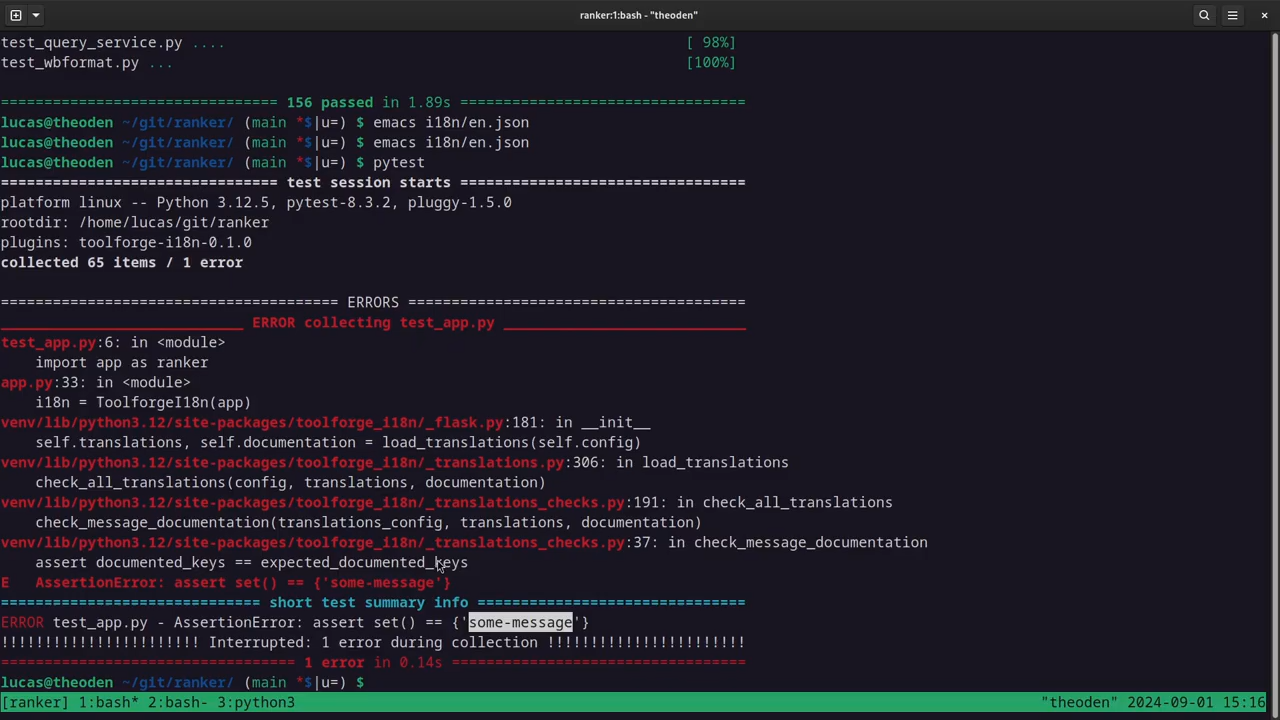 ranker:1:bash - "theoden"
test_query_service.py .... [ 98%]
test_wbformat.py ... [100%]
================================ 156 passed in 1.89s =================================
lucas@theoden ~/git/ranker/ (main *$|u=) $ emacs i18n/en.json
lucas@theoden ~/git/ranker/ (main *$|u=) $ emacs i18n/en.json
lucas@theoden ~/git/ranker/ (main *$|u=) $ pytest
================================ test session starts =================================
platform linux -- Python 3.12.5, pytest-8.3.2, pluggy-1.5.0
rootdir: /home/lucas/git/ranker
plugins: toolforge-i18n-0.1.0
collected 65 items / 1 error
======================================= ERRORS =======================================
____________________________ ERROR collecting test_app.py ____________________________
test_app.py:6: in <module>
    import app as ranker
app.py:33: in <module>
    i18n = ToolforgeI18n(app)
venv/lib/python3.12/site-packages/toolforge_i18n/_flask.py:181: in __init__
    self.translations, self.documentation = load_translations(self.config)
venv/lib/python3.12/site-packages/toolforge_i18n/_translations.py:306: in load_translations
    check_all_translations(config, translations, documentation)
venv/lib/python3.12/site-packages/toolforge_i18n/_translations_checks.py:191: in check_all_translations
    check_message_documentation(translations_config, translations, documentation)
venv/lib/python3.12/site-packages/toolforge_i18n/_translations_checks.py:37: in check_message_documentation
    assert documented_keys == expected_documented_keys
E   AssertionError: assert set() == {'some-message'}
============================== short test summary info ===============================
ERROR test_app.py - AssertionError: assert set() == {'some-message'}
!!!!!!!!!!!!!!!!!!!!!!! Interrupted: 1 error during collection !!!!!!!!!!!!!!!!!!!!!!!
================================== 1 error in 0.14s ==================================
lucas@theoden ~/git/ranker/ (main *$|u=) $
[ranker] 1:bash* 2:bash- 3:python3 "theoden" 2024-09-01 15:16